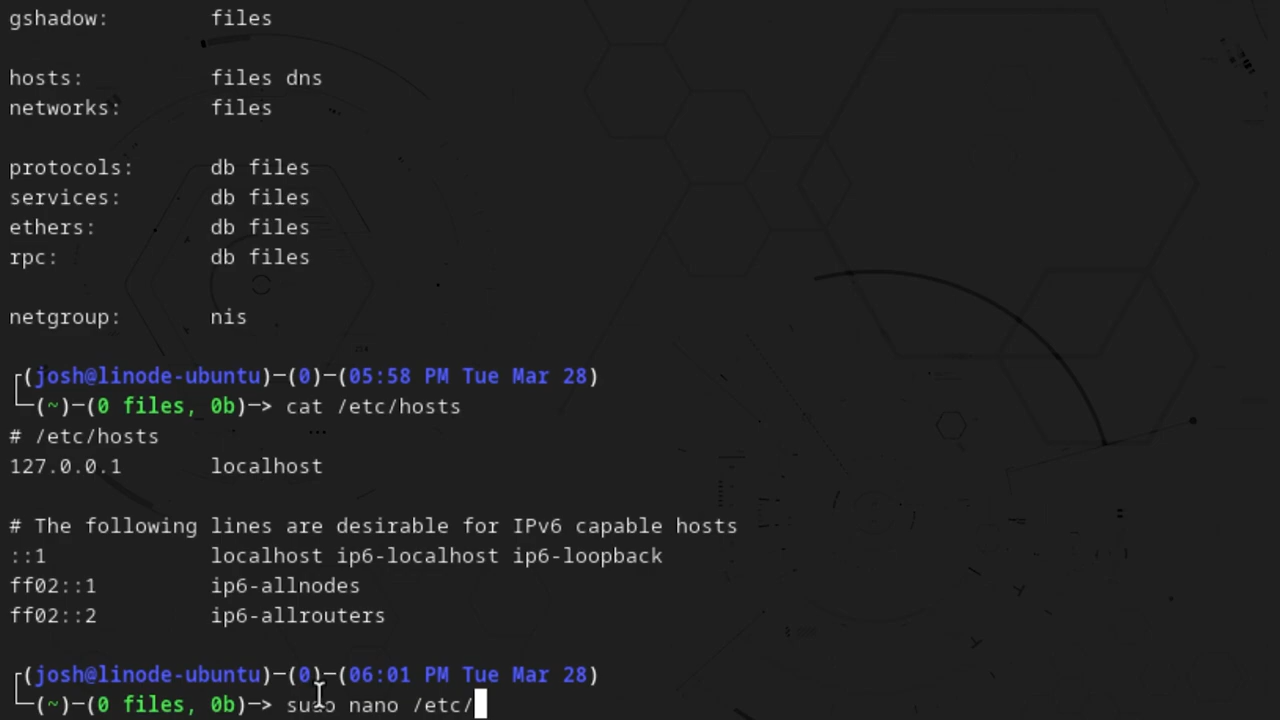 gshadow:        files
hosts:          files dns
networks:       files
protocols:      db files
services:       db files
ethers:         db files
rpc:            db files
netgroup:       nis
┌(josh@linode-ubuntu)─(0)─(05:58 PM Tue Mar 28)
└─(~)─(0 files, 0b)─> cat /etc/hosts
# /etc/hosts
127.0.0.1       localhost
# The following lines are desirable for IPv6 capable hosts
::1             localhost ip6-localhost ip6-loopback
ff02::1         ip6-allnodes
ff02::2         ip6-allrouters
┌(josh@linode-ubuntu)─(0)─(06:01 PM Tue Mar 28)
└─(~)─(0 files, 0b)─> sudo nano /etc/